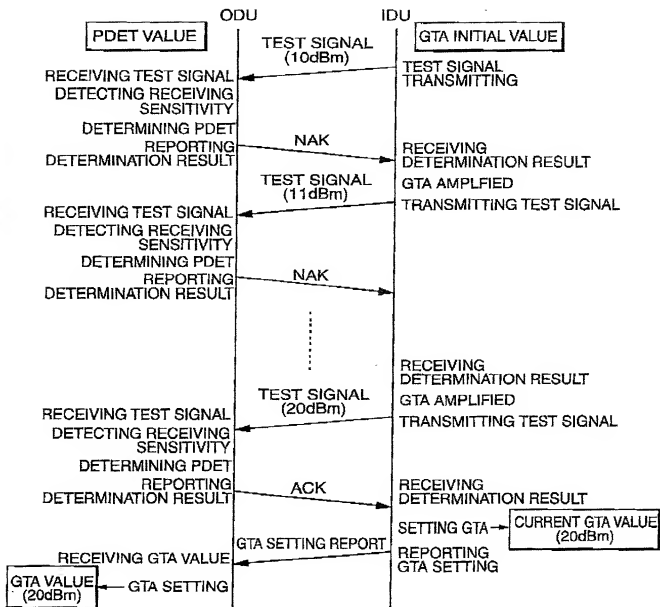 ODU IDU
PDET VALUE
GTA INITIAL VALUE
TEST SIGNAL
(10dBm)
RECEIVING TEST SIGNAL
TEST SIGNAL
TRANSMITTING
DETECTING RECEIVING
SENSITIVITY
DETERMINING PDET
REPORTING
DETERMINATION RESULT
NAK
RECEIVING
DETERMINATION RESULT
TEST SIGNAL
(11dBm)
GTA AMPLFIED
RECEIVING TEST SIGNAL
TRANSMITTING TEST SIGNAL
DETECTING RECEIVING
SENSITIVITY
DETERMINING PDET
REPORTING
DETERMINATION RESULT
NAK
RECEIVING
DETERMINATION RESULT
TEST SIGNAL
(20dBm)
GTA AMPLIFIED
RECEIVING TEST SIGNAL
TRANSMITTING TEST SIGNAL
DETECTING RECEIVING
SENSITIVITY
DETERMINING PDET
REPORTING
DETERMINATION RESULT
ACK
RECEIVING
DETERMINATION RESULT
SETTING GTA
CURRENT GTA VALUE
(20dBm)
RECEIVING GTA VALUE
GTA SETTING REPORT
REPORTING
GTA SETTING
GTA VALUE
(20dBm)
GTA SETTING